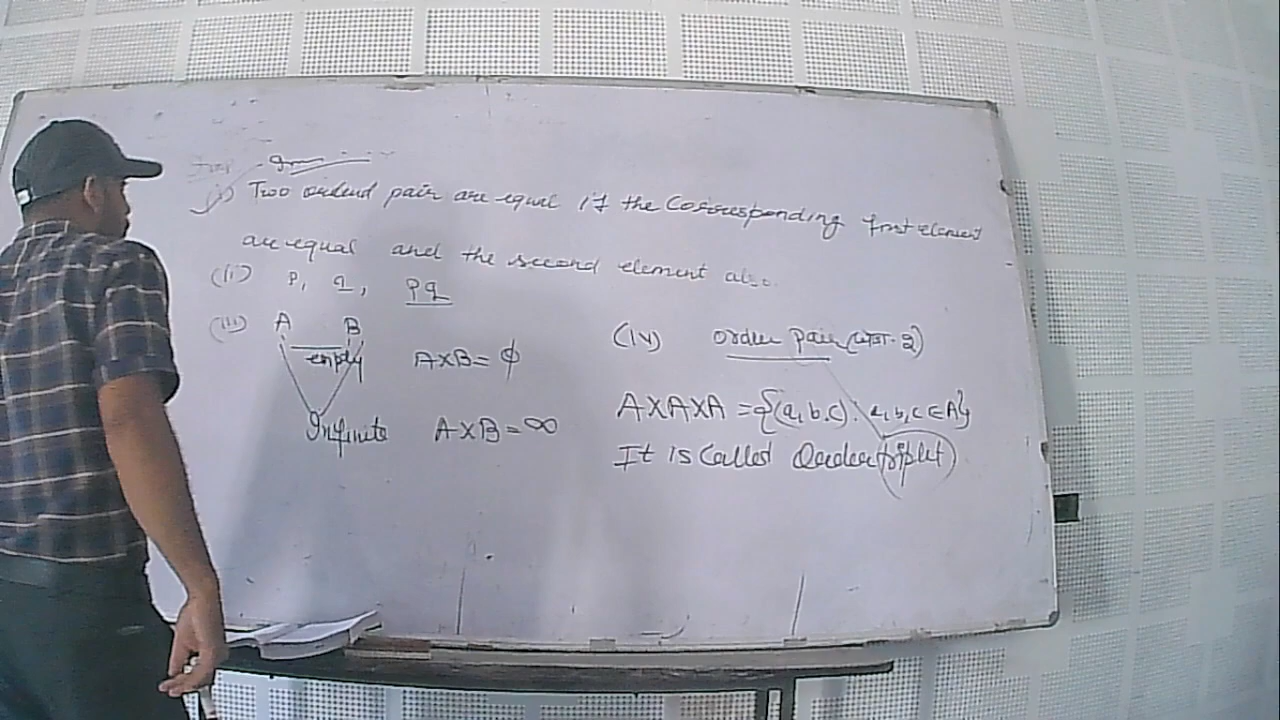 (i) Two ordered pair are equal if the Corresponding first element
are equal and the second element also
(ii) P, q, pq
(iii) A B
empty A×B = ϕ
Infinite A×B = ∞
(iv) order pair
A×A×A = {(a, b, c) : a, b, c ∈ A}
It is Called Order triplet